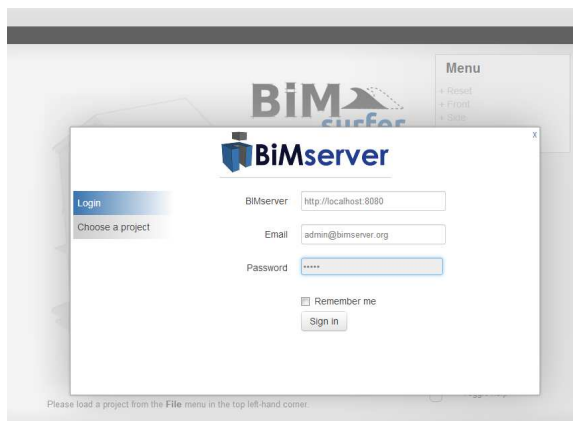 Menu
+ Reset
+ Front
+ Side
BiM
surfer
x
BiMserver
Login
Choose a project
BIMserver http://localhost:8080
Email admin@bimserver.org
Password •••••
Remember me
Sign in
Please load a project from the File menu in the top left-hand corner.